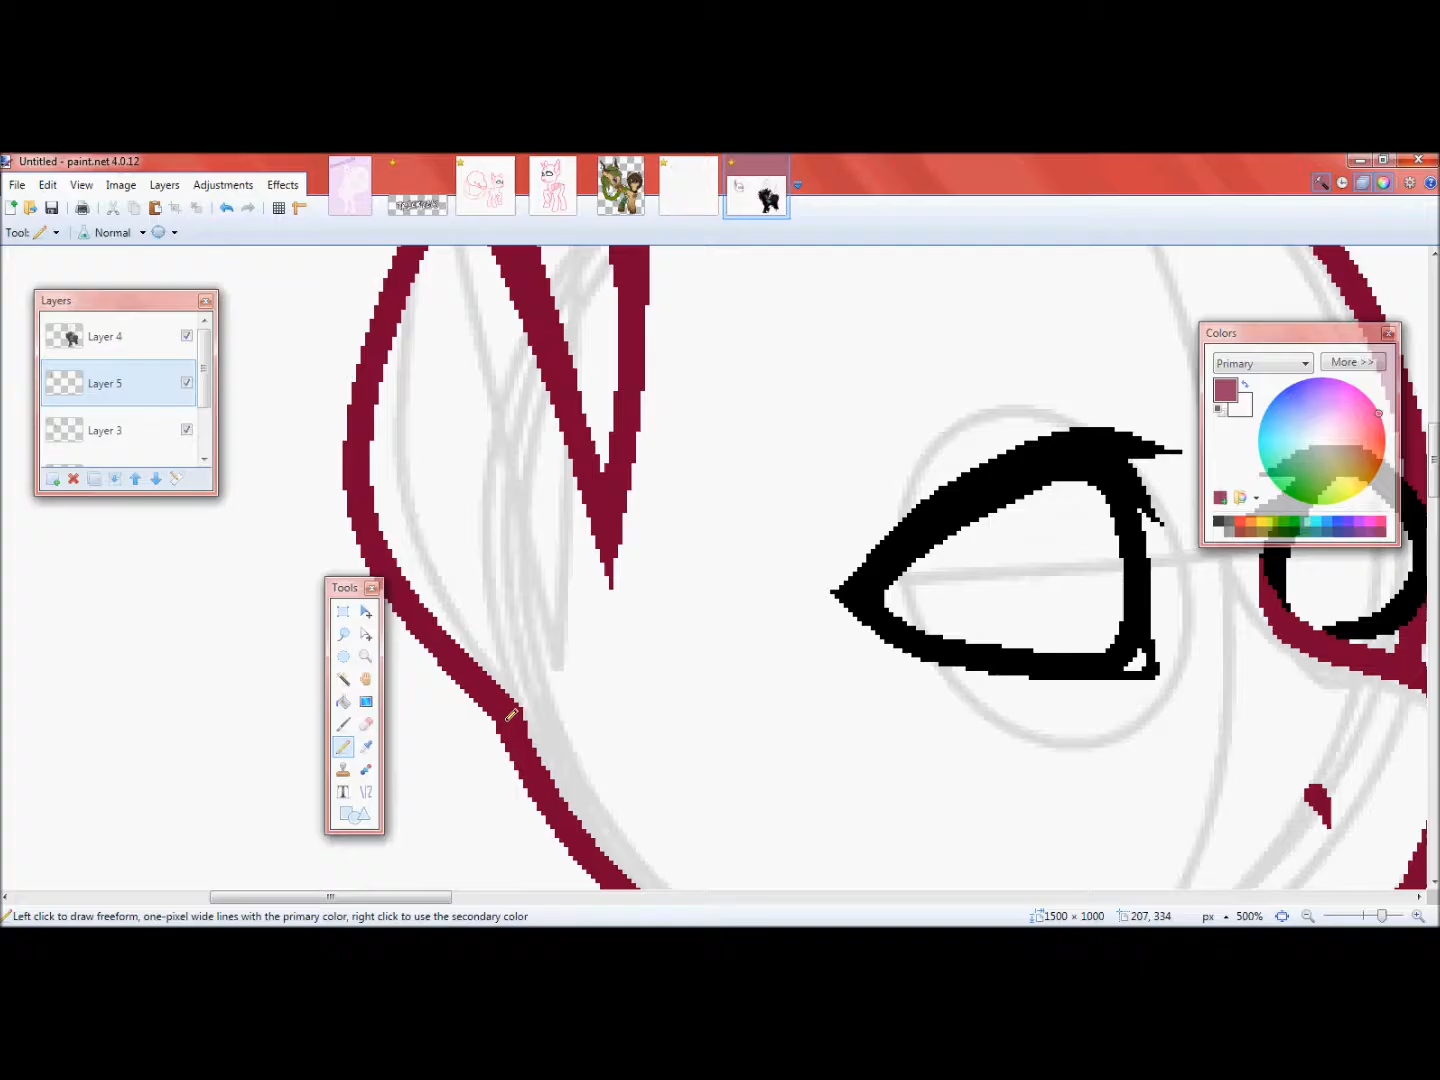 Untitled - paint.net 4.0.12
File Edit View Image Layers Adjustments Effects
Tool: Normal
Layers
Layer 4
Layer 5
Layer 3
Colors
Primary More >>
Tools
Left click to draw freeform, one-pixel wide lines with the primary color, right click to use the secondary color
1500 × 1000 207, 334 px 500%